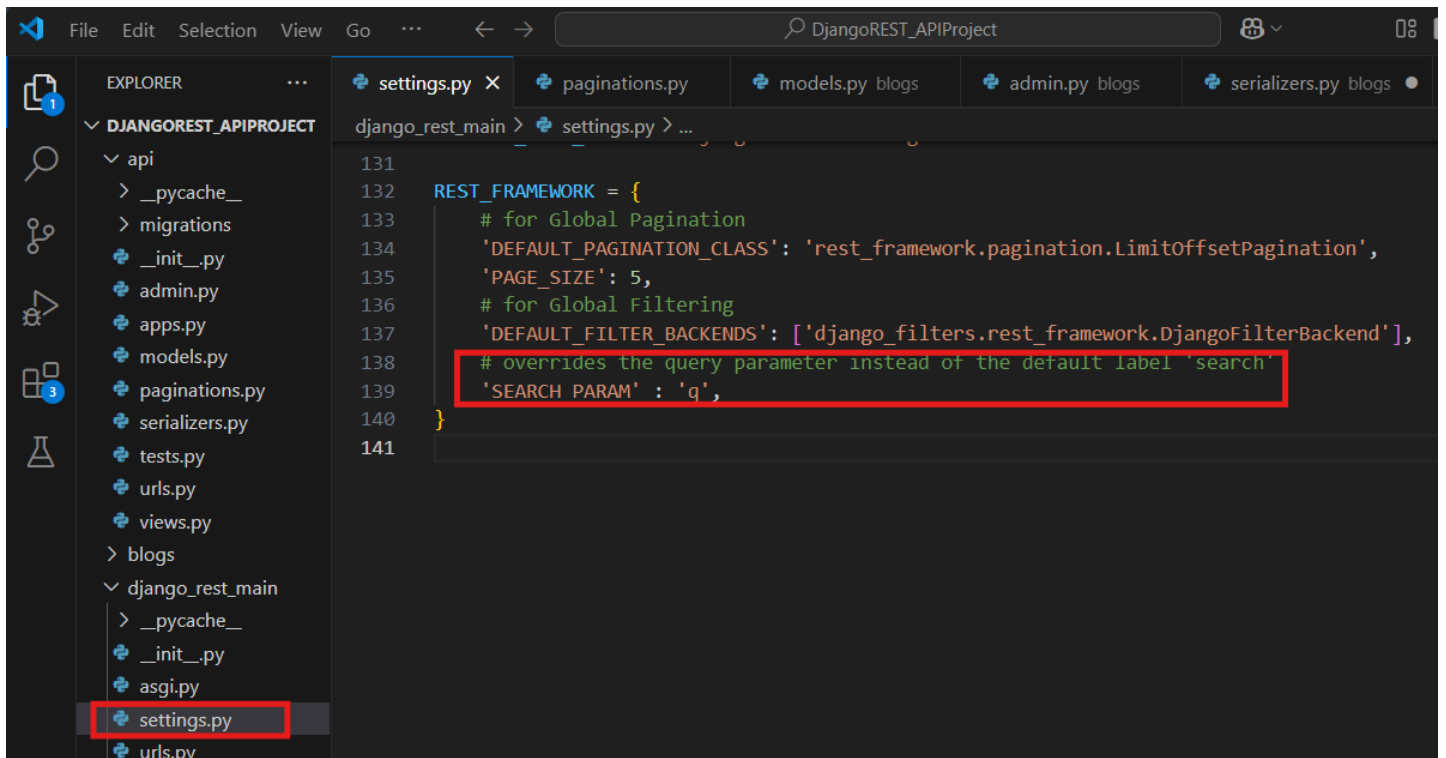 File Edit Selection View Go ··· ← → DjangoREST_APIProject
EXPLORER ···
1
DJANGOREST_APIPROJECT
api
__pycache__
migrations
__init__.py
admin.py
apps.py
models.py
paginations.py
3
serializers.py
tests.py
urls.py
views.py
blogs
django_rest_main
__pycache__
__init__.py
asgi.py
settings.py
urls.py
settings.py × paginations.py models.py blogs admin.py blogs serializers.py blogs ●
django_rest_main > settings.py > ...
131
132 REST_FRAMEWORK = {
133 # for Global Pagination
134 'DEFAULT_PAGINATION_CLASS': 'rest_framework.pagination.LimitOffsetPagination',
135 'PAGE_SIZE': 5,
136 # for Global Filtering
137 'DEFAULT_FILTER_BACKENDS': ['django_filters.rest_framework.DjangoFilterBackend'],
138 # overrides the query parameter instead of the default label 'search'
139 'SEARCH_PARAM' : 'q',
140 }
141